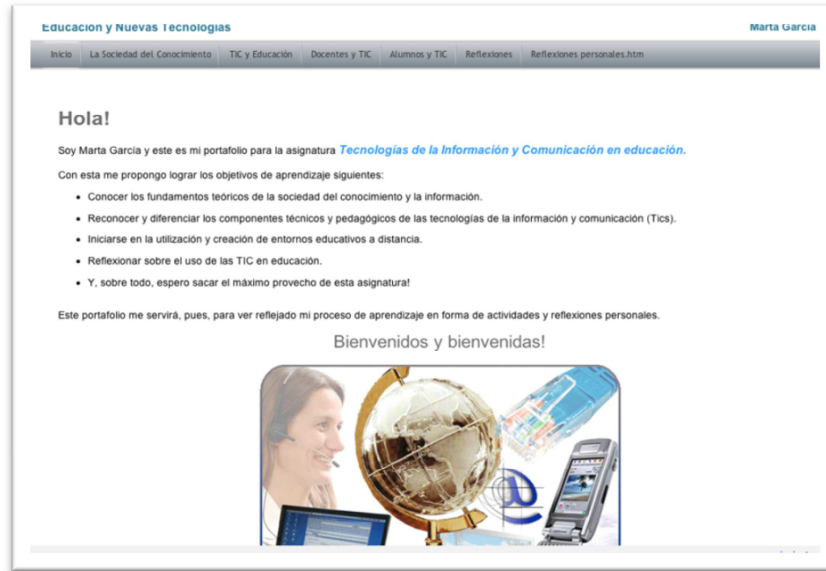 Educación y Nuevas Tecnologías
Marta García
Inicio La Sociedad del Conocimiento TIC y Educación Docentes y TIC Alumnos y TIC Reflexiones Reflexiones personales.htm
Hola!
Soy Marta García y este es mi portafolio para la asignatura Tecnologías de la Información y Comunicación en educación.
Con esta me propongo lograr los objetivos de aprendizaje siguientes:
• Conocer los fundamentos teóricos de la sociedad del conocimiento y la información.
• Reconocer y diferenciar los componentes técnicos y pedagógicos de las tecnologías de la información y comunicación (Tics).
• Iniciarse en la utilización y creación de entornos educativos a distancia.
• Reflexionar sobre el uso de las TIC en educación.
• Y, sobre todo, espero sacar el máximo provecho de esta asignatura!
Este portafolio me servirá, pues, para ver reflejado mi proceso de aprendizaje en forma de actividades y reflexiones personales.
Bienvenidos y bienvenidas!
@